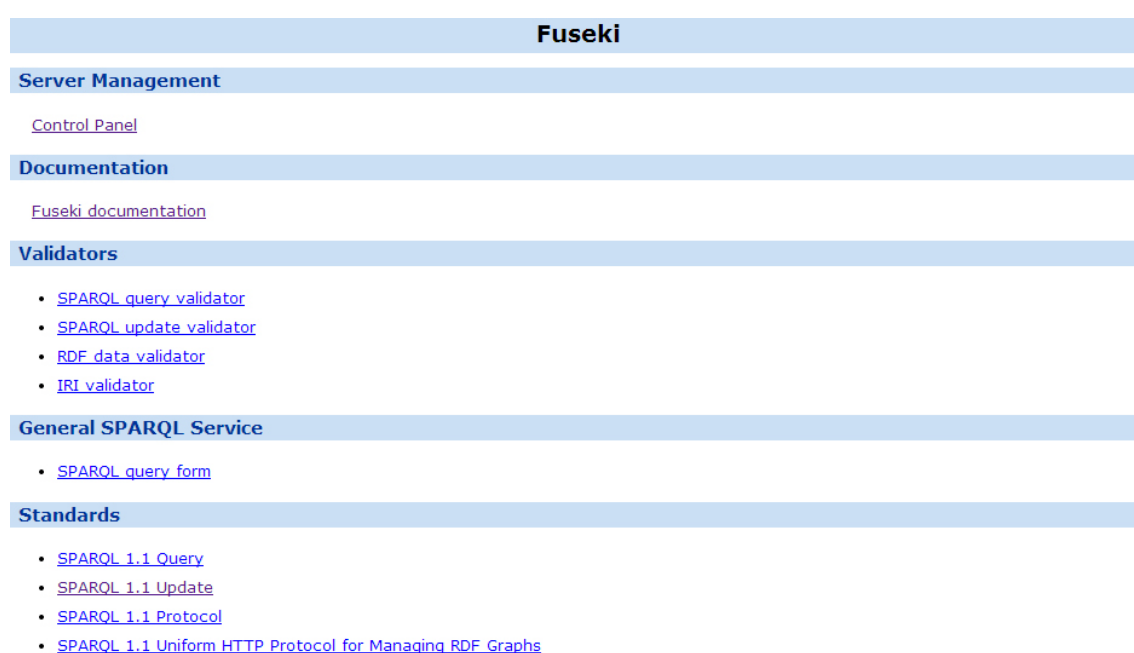 Fuseki
Server Management
Control Panel
Documentation
Fuseki documentation
Validators
• SPARQL query validator
• SPARQL update validator
• RDF data validator
• IRI validator
General SPARQL Service
• SPARQL query form
Standards
• SPARQL 1.1 Query
• SPARQL 1.1 Update
• SPARQL 1.1 Protocol
• SPARQL 1.1 Uniform HTTP Protocol for Managing RDF Graphs